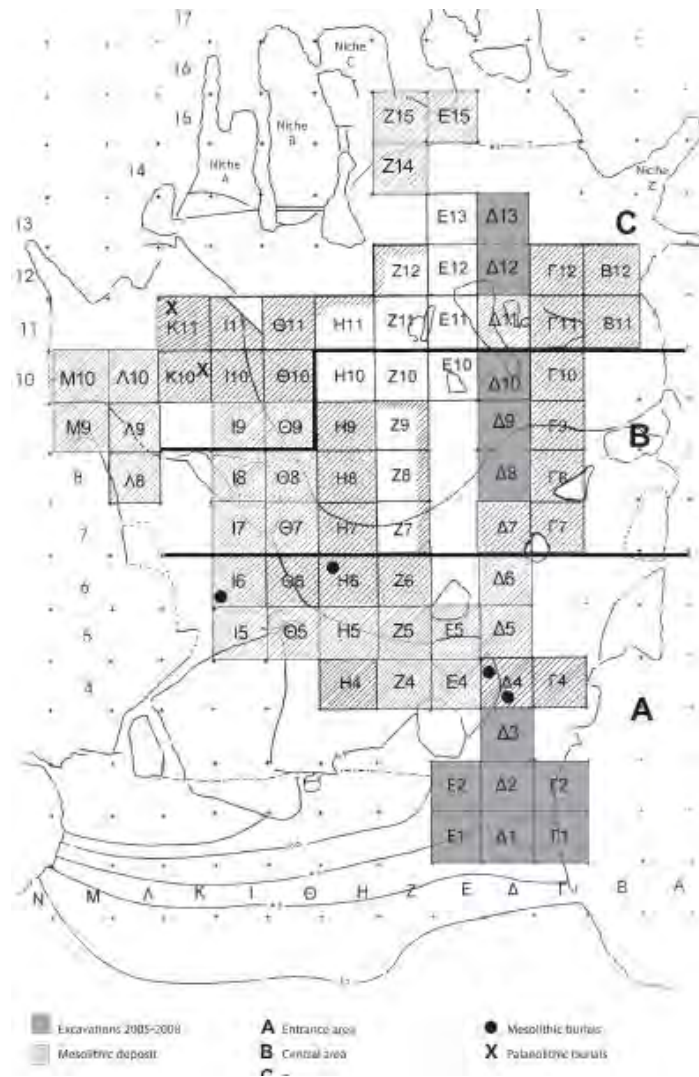 17
16
Niche C
15
Niche B
Z15 E15
Niche A
14
Z14
Niche Z
13
E13 Δ13
C
12
Z12 E12 Δ12 Γ12 B12
X
11
K11 I11 Θ11 H11 Z11 E11 Δ11 Γ11 B11
X
10
M10 Λ10 K10 I10 Θ10 H10 Z10 E10 Δ10 Γ10
M9 Λ9 I9 Θ9 H9 Z9 Δ9 Γ9
B
8
Λ8 I8 Θ8 H8 Z8 Δ8 Γ8
7
I7 Θ7 H7 Z7 Δ7 Γ7
6
I6 Θ6 H6 Z6 Δ6
5
I5 Θ5 H5 Z5 E5 Δ5
4
H4 Z4 E4 Δ4 Γ4
A
Δ3
E2 Δ2 Γ2
E1 Δ1 Γ1
N M Λ K I Θ H Z E Δ Γ B A
Excavations 2005-2008
A Entrance area
Mesolithic burials
Mesolithic deposit
B Central area
X Palaeolithic burials
C